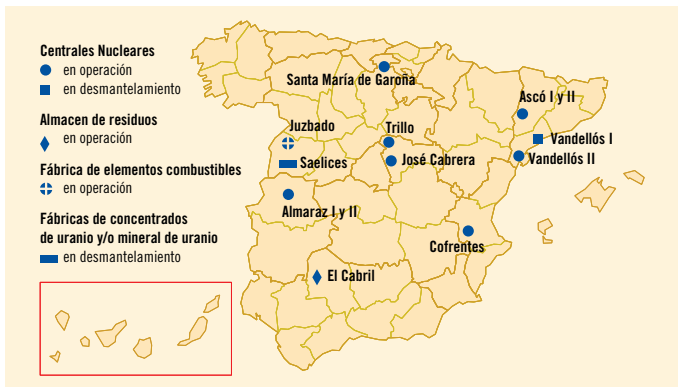 Centrales Nucleares
en operación
en desmantelamiento
Almacen de residuos
en operación
Fábrica de elementos combustibles
en operación
Fábricas de concentrados
de uranio y/o mineral de uranio
en desmantelamiento
Santa María de Garoña
Ascó I y II
Juzbado
Trillo
Vandellós I
Saelices
José Cabrera
Vandellós II
Almaraz I y II
Cofrentes
El Cabril